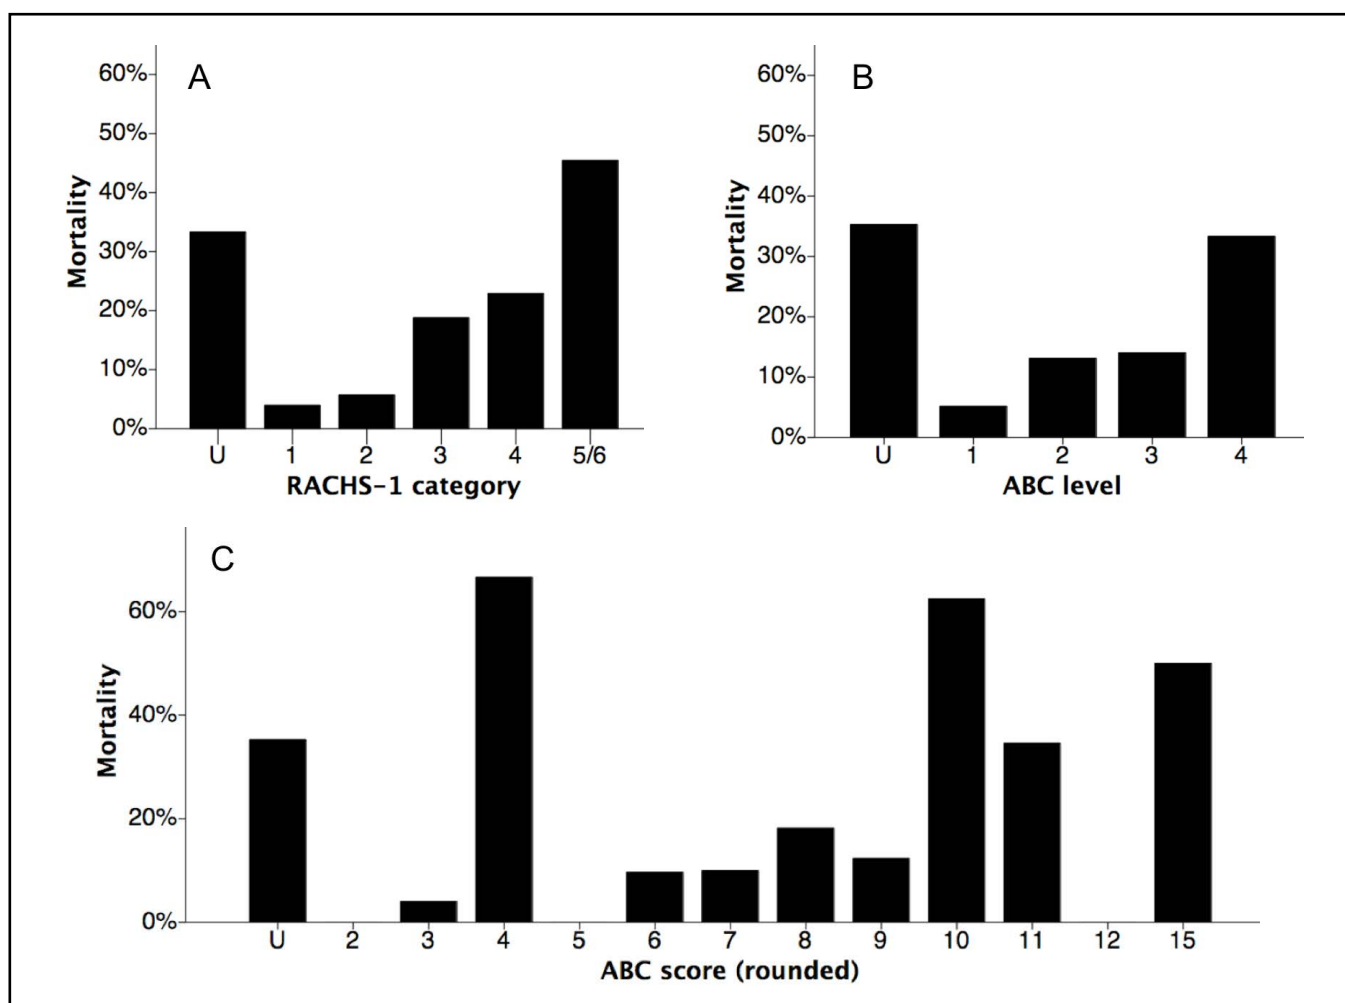 A
60%
50%
40%
30%
20%
10%
0%
Mortality
U 1 2 3 4 5/6
RACHS-1 category
B
60%
50%
40%
30%
20%
10%
0%
Mortality
U 1 2 3 4
ABC level
C
60%
40%
20%
0%
Mortality
U 2 3 4 5 6 7 8 9 10 11 12 15
ABC score (rounded)